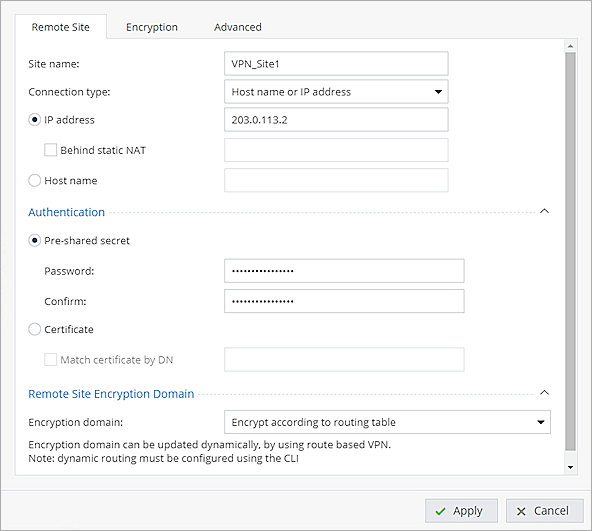 Remote Site Encryption Advanced
Site name: VPN_Site1
Connection type: Host name or IP address
IP address 203.0.113.2
Behind static NAT
Host name
Authentication
Pre-shared secret
Password: •••••••••••••••
Confirm: •••••••••••••••
Certificate
Match certificate by DN
Remote Site Encryption Domain
Encryption domain: Encrypt according to routing table
Encryption domain can be updated dynamically, by using route based VPN.
Note: dynamic routing must be configured using the CLI
Apply Cancel